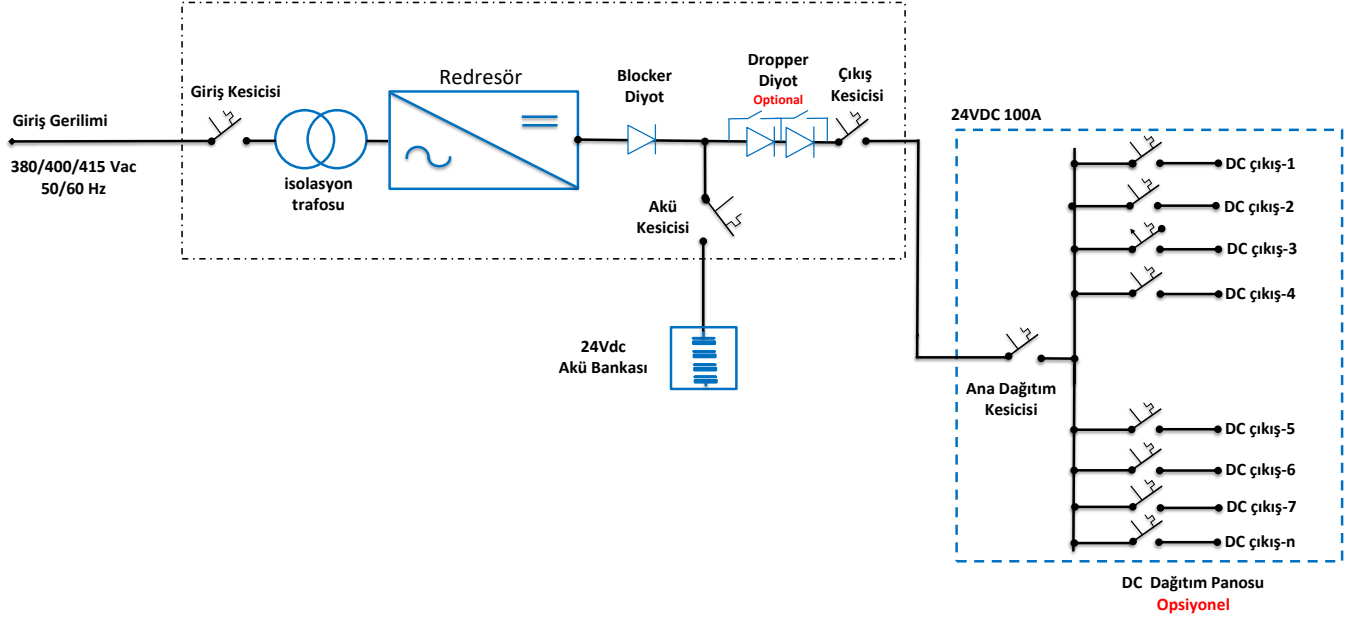 Giriş Gerilimi
380/400/415 Vac
50/60 Hz
Giriş Kesicisi
isolasyon
trafosu
Redresör
Blocker
Diyot
Dropper
Diyot
Optional
Çıkış
Kesicisi
Akü
Kesicisi
24Vdc
Akü Bankası
24VDC 100A
Ana Dağıtım
Kesicisi
DC çıkış-1
DC çıkış-2
DC çıkış-3
DC çıkış-4
DC çıkış-5
DC çıkış-6
DC çıkış-7
DC çıkış-n
DC Dağıtım Panosu
Opsiyonel